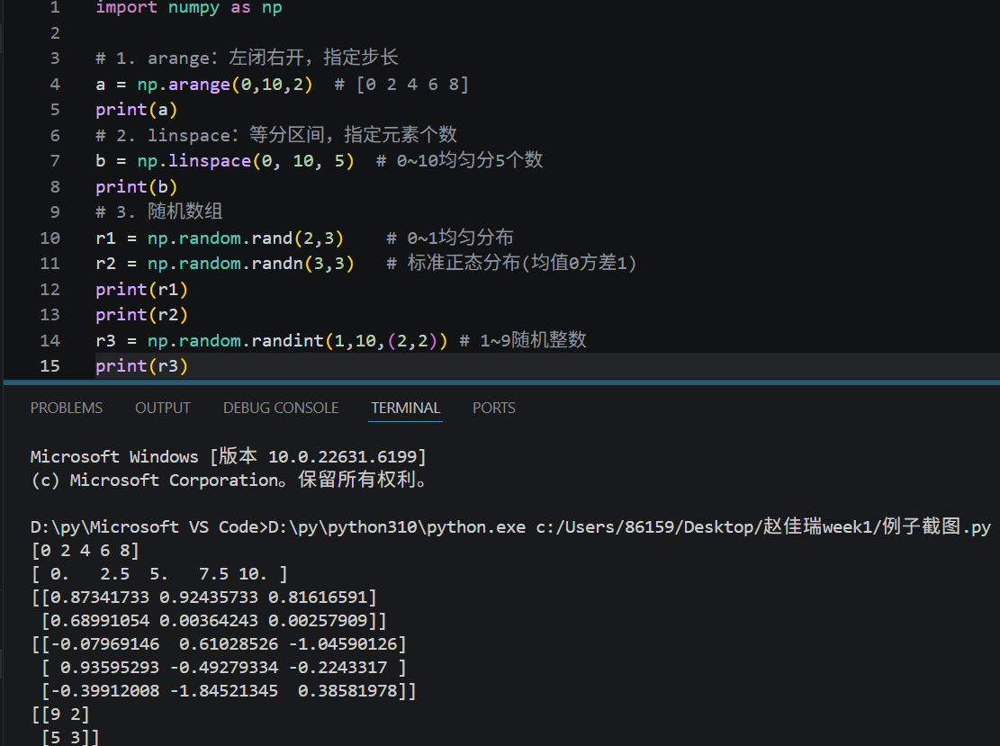 1 import numpy as np
2
3 # 1. arange：左闭右开，指定步长
4 a = np.arange(0,10,2)  # [0 2 4 6 8]
5 print(a)
6 # 2. linspace：等分区间，指定元素个数
7 b = np.linspace(0, 10, 5)  # 0~10均匀分5个数
8 print(b)
9 # 3. 随机数组
10 r1 = np.random.rand(2,3)    # 0~1均匀分布
11 r2 = np.random.randn(3,3)   # 标准正态分布(均值0方差1)
12 print(r1)
13 print(r2)
14 r3 = np.random.randint(1,10,(2,2)) # 1~9随机整数
15 print(r3)
PROBLEMS OUTPUT DEBUG CONSOLE TERMINAL PORTS
Microsoft Windows [版本 10.0.22631.6199]
(c) Microsoft Corporation。保留所有权利。
D:\py\Microsoft VS Code>D:\py\python310\python.exe c:/Users/86159/Desktop/赵佳瑞week1/例子截图.py
[0 2 4 6 8]
[ 0.   2.5  5.   7.5 10. ]
[[0.87341733 0.92435733 0.81616591]
 [0.68991054 0.00364243 0.00257909]]
[[-0.07969146  0.61028526 -1.04590126]
 [ 0.93595293 -0.49279334 -0.2243317 ]
 [-0.39912008 -1.84521345  0.38581978]]
[[9 2]
 [5 3]]